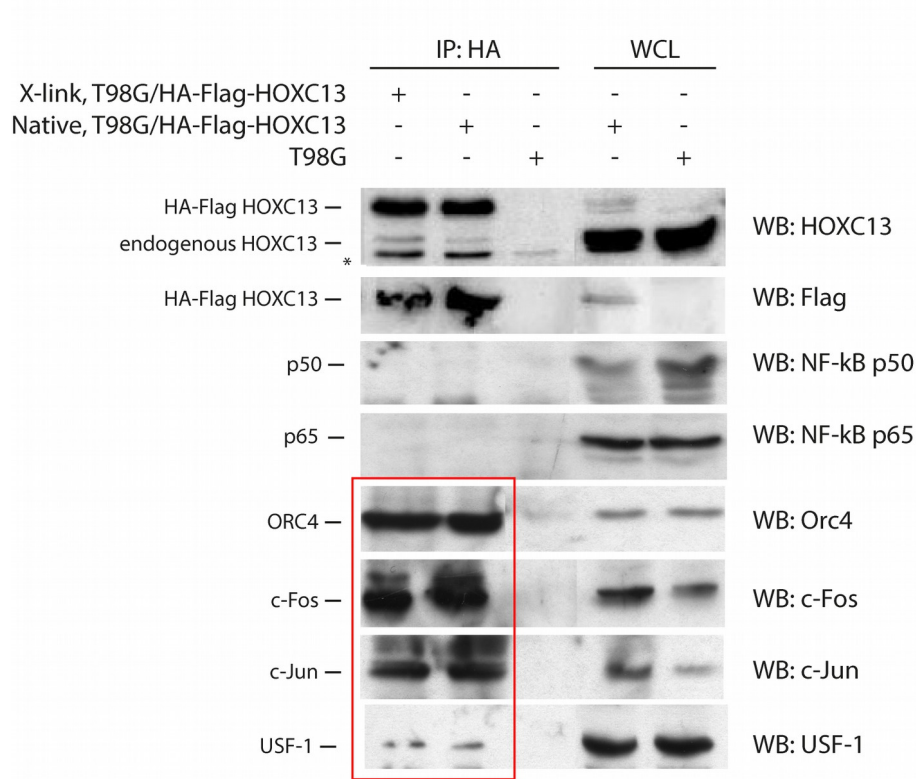 IP: HA WCL
X-link, T98G/HA-Flag-HOXC13 + - - - -
Native, T98G/HA-Flag-HOXC13 - + - + -
T98G - - + - +
HA-Flag HOXC13 – WB: HOXC13
endogenous HOXC13 –
*
HA-Flag HOXC13 – WB: Flag
p50 – WB: NF-kB p50
p65 – WB: NF-kB p65
ORC4 – WB: Orc4
c-Fos – WB: c-Fos
c-Jun – WB: c-Jun
USF-1 – WB: USF-1